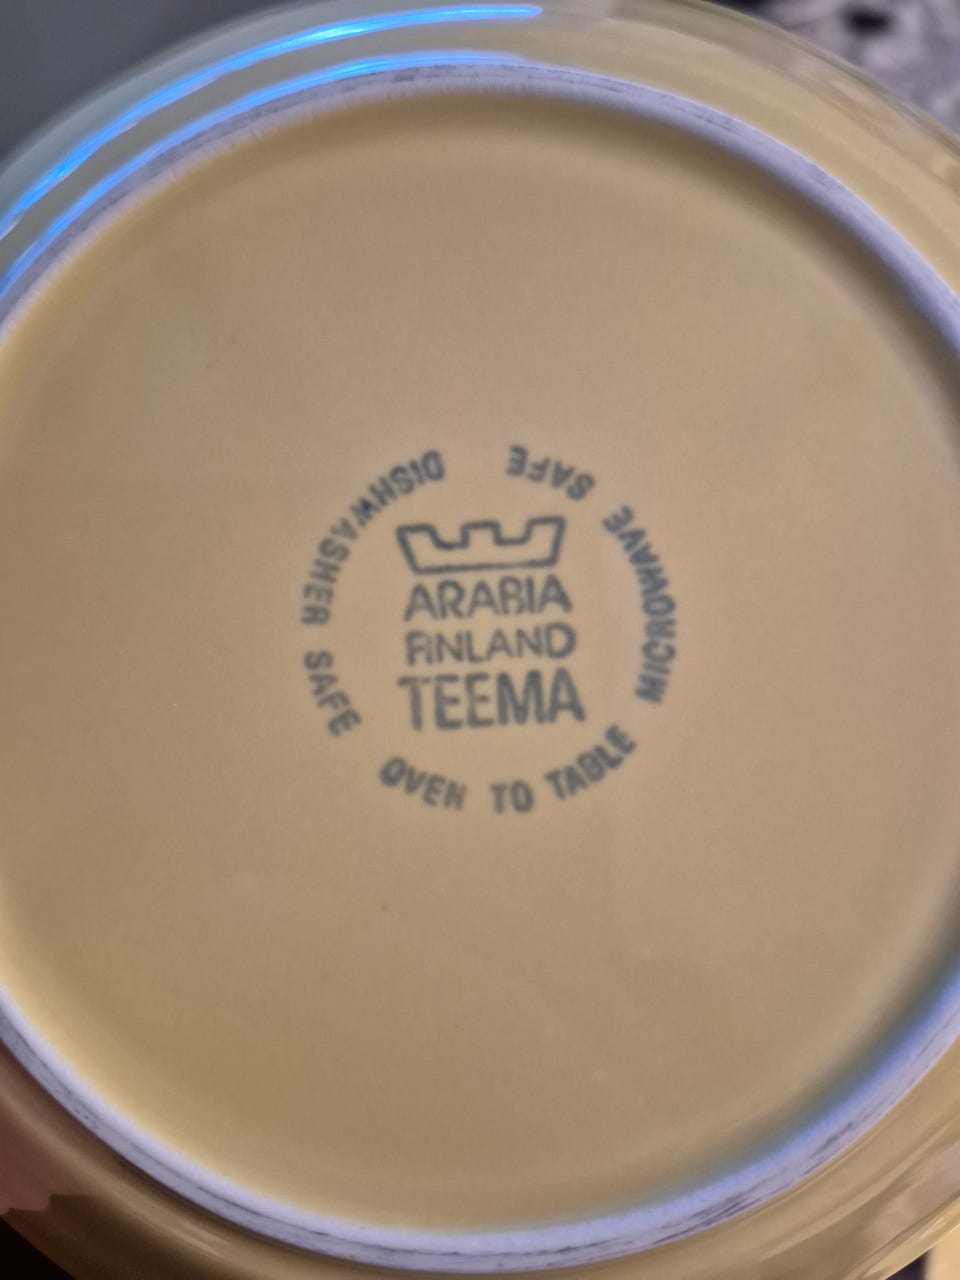 ARABIA
FINLAND
TEEMA
DISHWASHER SAFE
OVEN TO TABLE
MICROWAVE SAFE